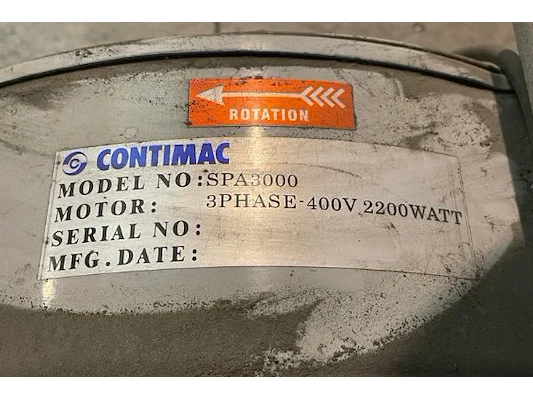 ROTATION
CONTIMAC
MODEL NO:SPA3000
MOTOR: 3PHASE-400V 2200WATT
SERIAL NO:
MFG.DATE: